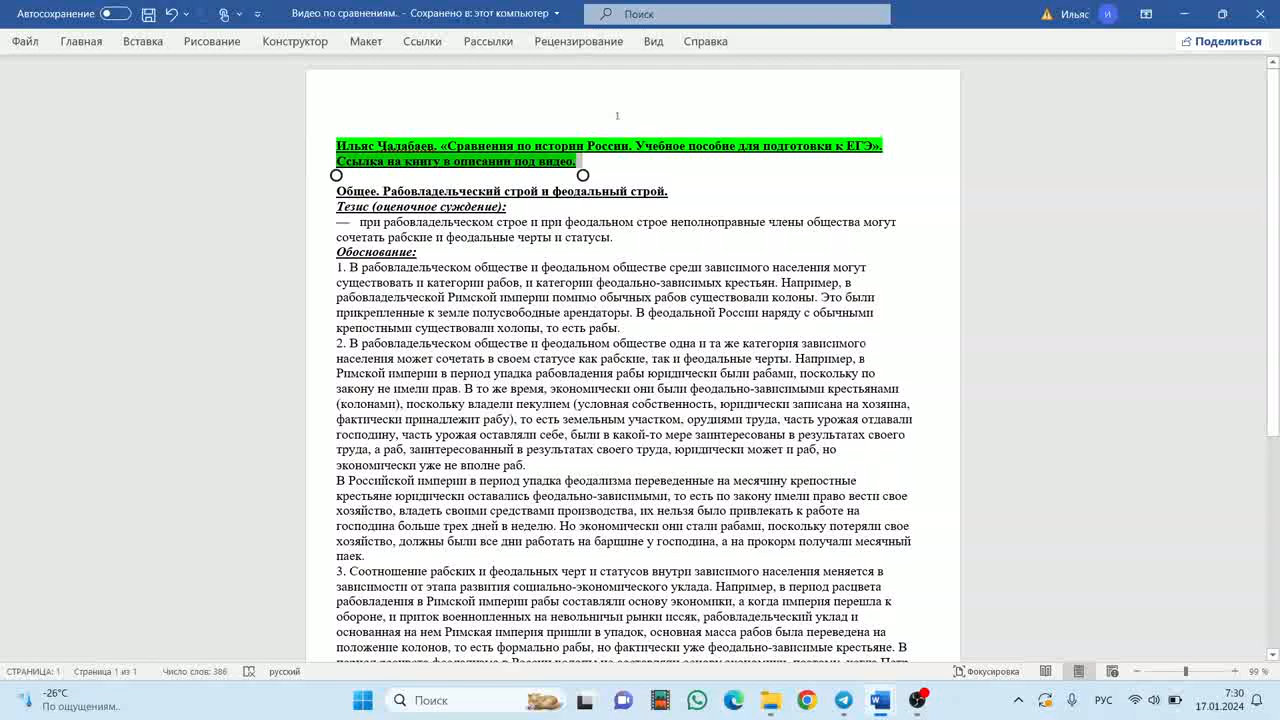 Автосохранение
Поиск
Ильяс
И
Файл Главная Вставка Рисование Конструктор Макет Ссылки Рассылки Рецензирование Вид Справка
Поделиться
1
Ильяс Чалабаев. «Сравнения по истории России. Учебное пособие для подготовки к ЕГЭ».
Ссылка на книгу в описании под видео.
Общее. Рабовладельческий строй и феодальный строй.
Тезис (оценочное суждение):
— при рабовладельческом строе и при феодальном строе неполноправные члены общества могут
сочетать рабские и феодальные черты и статусы.
Обоснование:
1. В рабовладельческом обществе и феодальном обществе среди зависимого населения могут
существовать и категории рабов, и категории феодально-зависимых крестьян. Например, в
рабовладельческой Римской империи помимо обычных рабов существовали колоны. Это были
прикрепленные к земле полусвободные арендаторы. В феодальной России наряду с обычными
крепостными существовали холопы, то есть рабы.
2. В рабовладельческом обществе и феодальном обществе одна и та же категория зависимого
населения может сочетать в своем статусе как рабские, так и феодальные черты. Например, в
Римской империи в период упадка рабовладения рабы юридически были рабами, поскольку по
закону не имели прав. В то же время, экономически они были феодально-зависимыми крестьянами
(колонами), поскольку владели пекулием (условная собственность, юридически записана на хозяина,
фактически принадлежит рабу), то есть земельным участком, орудиями труда, часть урожая отдавали
господину, часть урожая оставляли себе, были в какой-то мере заинтересованы в результатах своего
труда, а раб, заинтересованный в результатах своего труда, юридически может и раб, но
экономически уже не вполне раб.
В Российской империи в период упадка феодализма переведенные на месячину крепостные
крестьяне юридически оставались феодально-зависимыми, то есть по закону имели право вести свое
хозяйство, владеть своими средствами производства, их нельзя было привлекать к работе на
господина больше трех дней в неделю. Но экономически они стали рабами, поскольку потеряли свое
хозяйство, должны были все дни работать на барщине у господина, а на прокорм получали месячный
паек.
3. Соотношение рабских и феодальных черт и статусов внутри зависимого населения меняется в
зависимости от этапа развития социально-экономического уклада. Например, в период расцвета
рабовладения в Римской империи рабы составляли основу экономики, а когда империя перешла к
обороне, и приток военнопленных на невольничьи рынки иссяк, рабовладельческий уклад и
основанная на нем Римская империя пришли в упадок, основная масса рабов была переведена на
положение колонов, то есть формально рабы, но фактически уже феодально-зависимые крестьяне. В
период расцвета феодализма в России холопы не составляли основу экономики, поэтому, когда Петр
СТРАНИЦА: 1 Страница 1 из 1 Число слов: 386 русский Фокусировка 99 %
-26°C
По ощущениям..
Поиск
РУС
7:30
17.01.2024